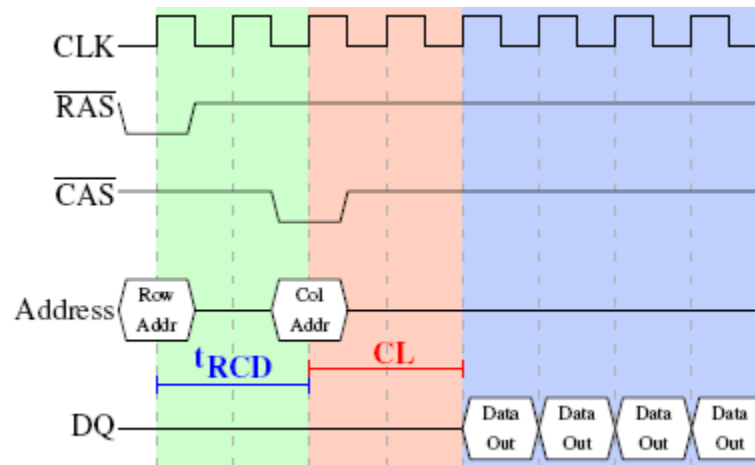 CLK
RAS
CAS
Address
Row
Addr
Col
Addr
tRCD
CL
DQ
Data
Out
Data
Out
Data
Out
Data
Out